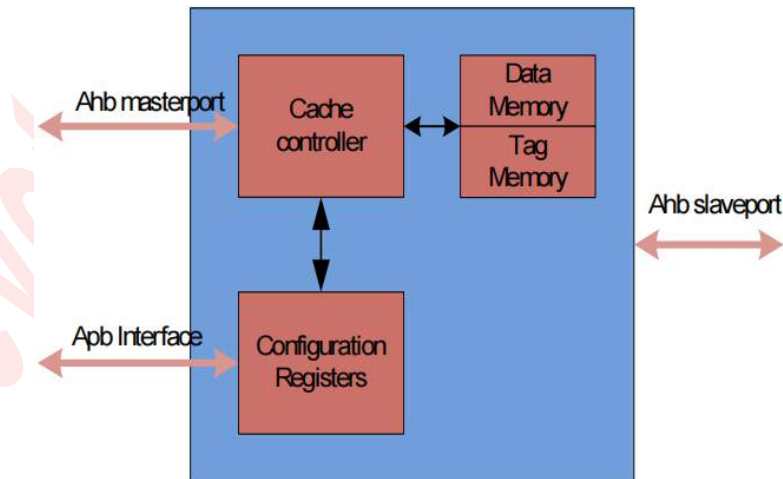 Ahb masterport
Cache
controller
Data
Memory
Tag
Memory
Ahb slaveport
Apb Interface
Configuration
Registers